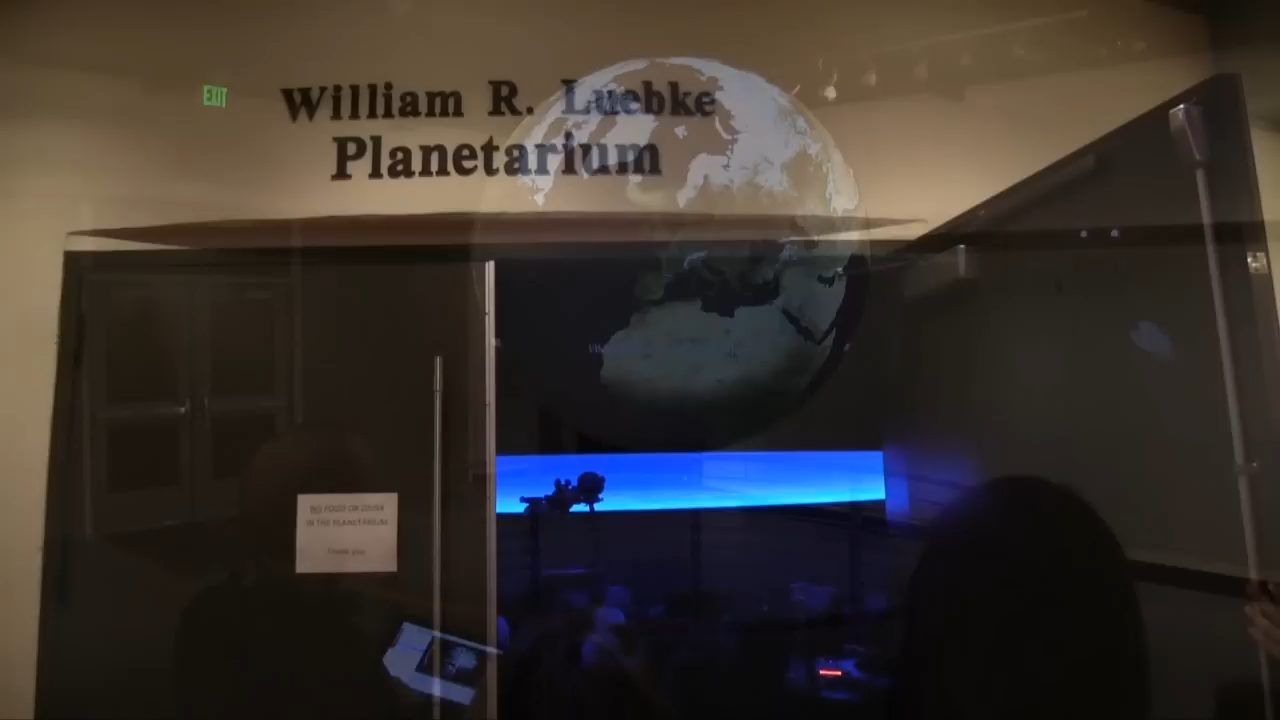 EXIT
William R. Luebke
Planetarium
NO FOOD OR DRINK
IN THE PLANETARIUM
Thank you